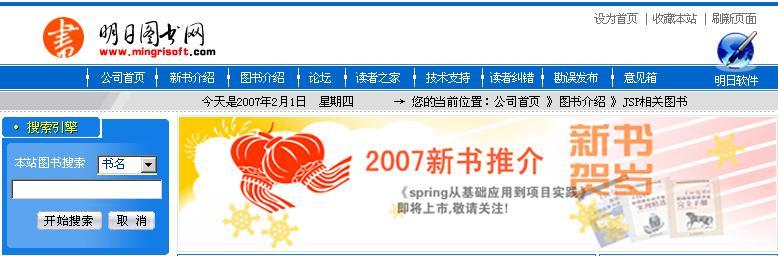 设为首页 | 收藏本站 | 刷新页面
書 明日图书网
www.mingrisoft.com
明日软件
公司首页 | 新书介绍 | 图书介绍 | 论坛 | 读者之家 | 技术支持 | 读者纠错 | 勘误发布 | 意见箱
今天是2007年2月1日 星期四 → 您的当前位置：公司首页 》 图书介绍 》 JSP相关图书
搜索引擎
本站图书搜索 书名
开始搜索 取 消
2007新书推介
《spring从基础应用到项目实践》
即将上市,敬请关注!
新书
贺岁